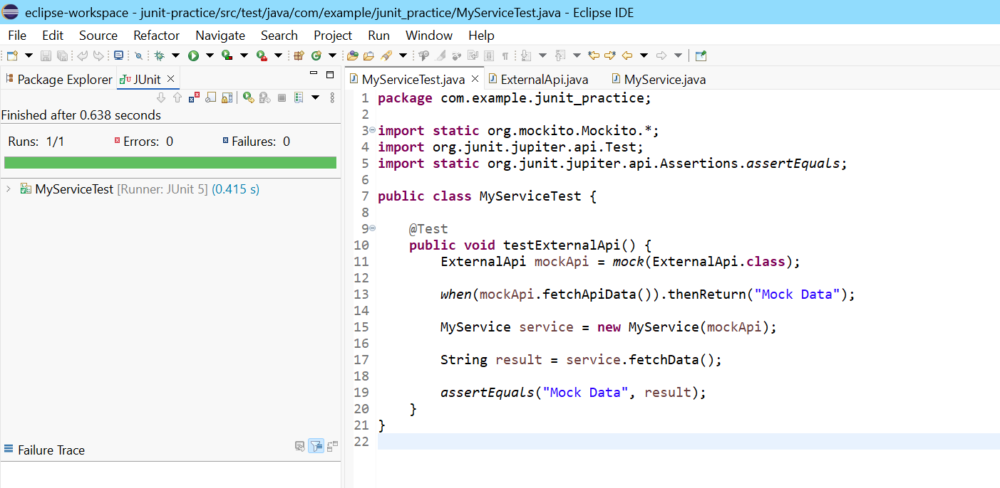 eclipse-workspace - junit-practice/src/test/java/com/example/junit_practice/MyServiceTest.java - Eclipse IDE
File Edit Source Refactor Navigate Search Project Run Window Help
Package Explorer JUnit
Finished after 0.638 seconds
Runs: 1/1 Errors: 0 Failures: 0
MyServiceTest [Runner: JUnit 5] (0.415 s)
Failure Trace
MyServiceTest.java ExternalApi.java MyService.java
1 package com.example.junit_practice;
2
3 import static org.mockito.Mockito.*;
4 import org.junit.jupiter.api.Test;
5 import static org.junit.jupiter.api.Assertions.assertEquals;
6
7 public class MyServiceTest {
8
9 @Test
10 public void testExternalApi() {
11 ExternalApi mockApi = mock(ExternalApi.class);
12
13 when(mockApi.fetchApiData()).thenReturn("Mock Data");
14
15 MyService service = new MyService(mockApi);
16
17 String result = service.fetchData();
18
19 assertEquals("Mock Data", result);
20 }
21 }
22